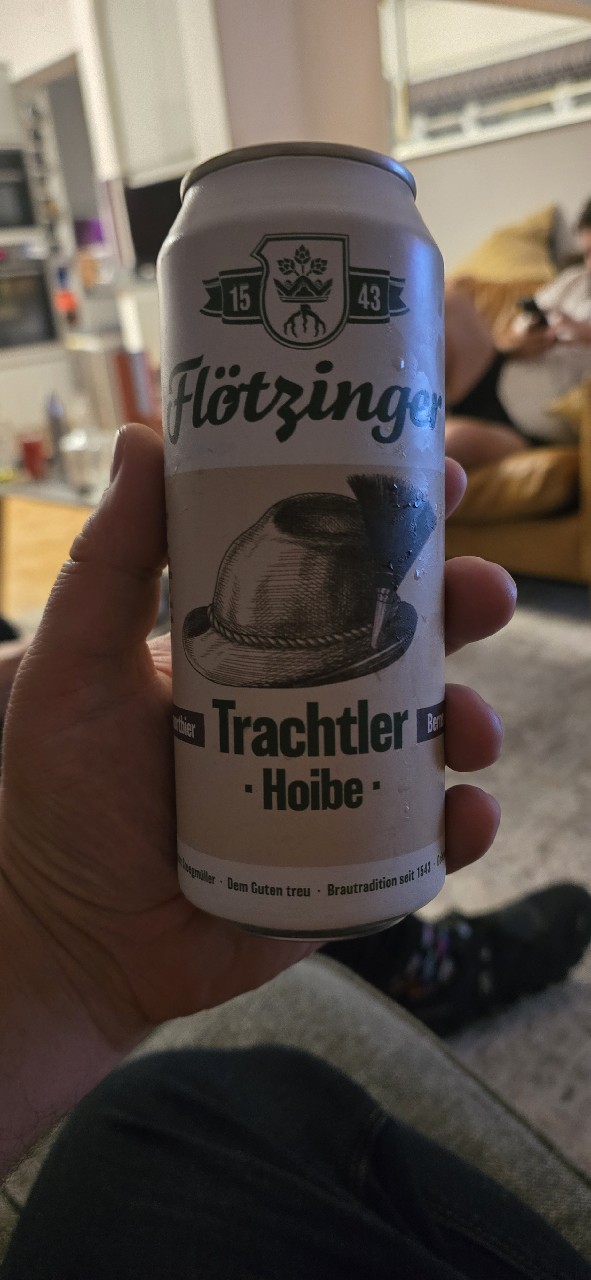 15 43
Flötzinger
Trachtler
· Hoibe ·
· Dem Guten treu · Brautradition seit 1543 ·